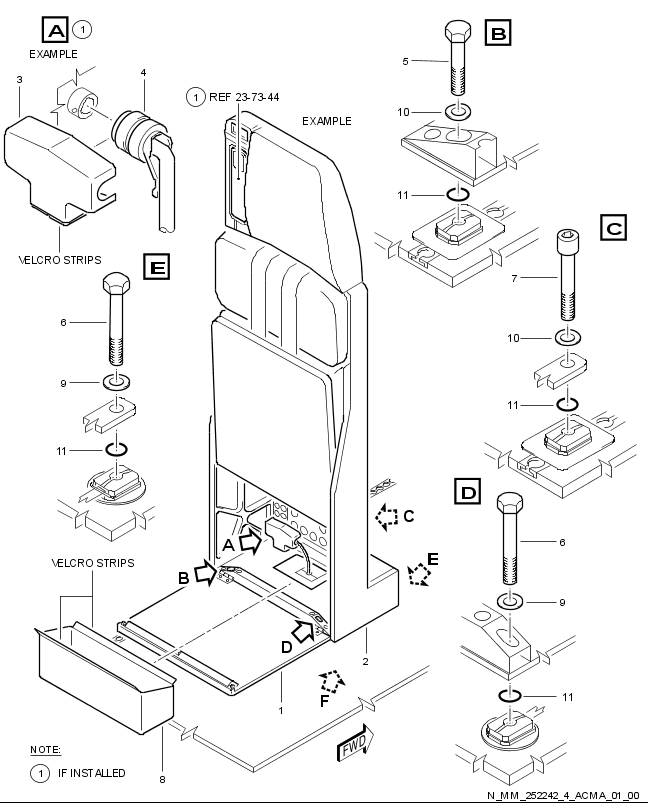 A 1
EXAMPLE
3
4
1 REF 23-73-44
EXAMPLE
B
5
10
11
C
7
10
11
VELCRO STRIPS
E
6
9
11
D
6
9
11
C
A
B
E
D
F
VELCRO STRIPS
2
1
8
FWD
NOTE:
1 IF INSTALLED
N_MM_252242_4_ACMA_01_00